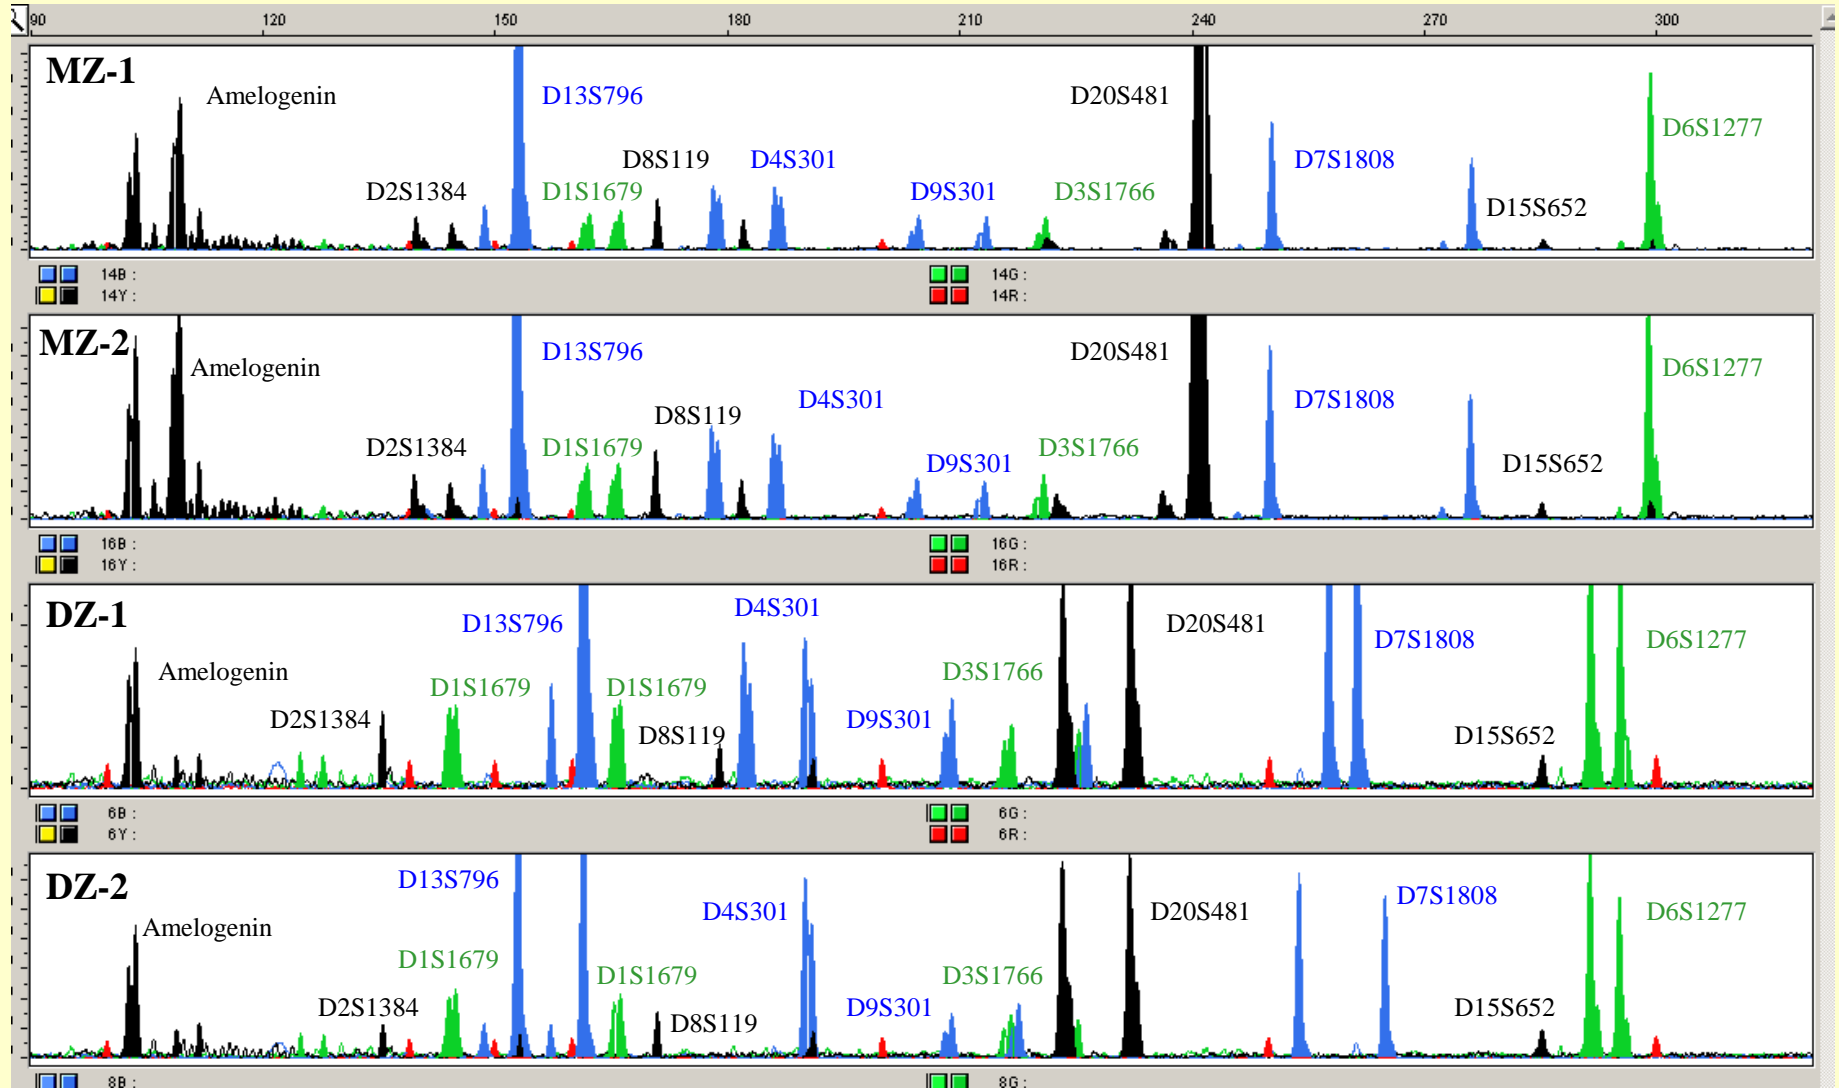 90 120 150 180 210 240 270 300
MZ-1
Amelogenin D13S796 D20S481
D6S1277
D8S119 D4S301 D7S1808
D2S1384 D1S1679 D9S301 D3S1766
D15S652
14B : 14G :
14Y : 14R :
MZ-2
D13S796 D20S481
Amelogenin D6S1277
D4S301 D7S1808
D8S119
D2S1384 D1S1679 D3S1766
D9S301 D15S652
16B : 16G :
16Y : 16R :
DZ-1
D4S301
D13S796 D20S481
D7S1808 D6S1277
Amelogenin D3S1766
D1S1679 D1S1679
D2S1384 D9S301
D8S119 D15S652
6B : 6G :
6Y : 6R :
DZ-2
D13S796
D7S1808
D4S301 D20S481 D6S1277
Amelogenin
D1S1679
D1S1679 D3S1766
D2S1384 D9S301 D15S652
D8S119
8B : 8G :